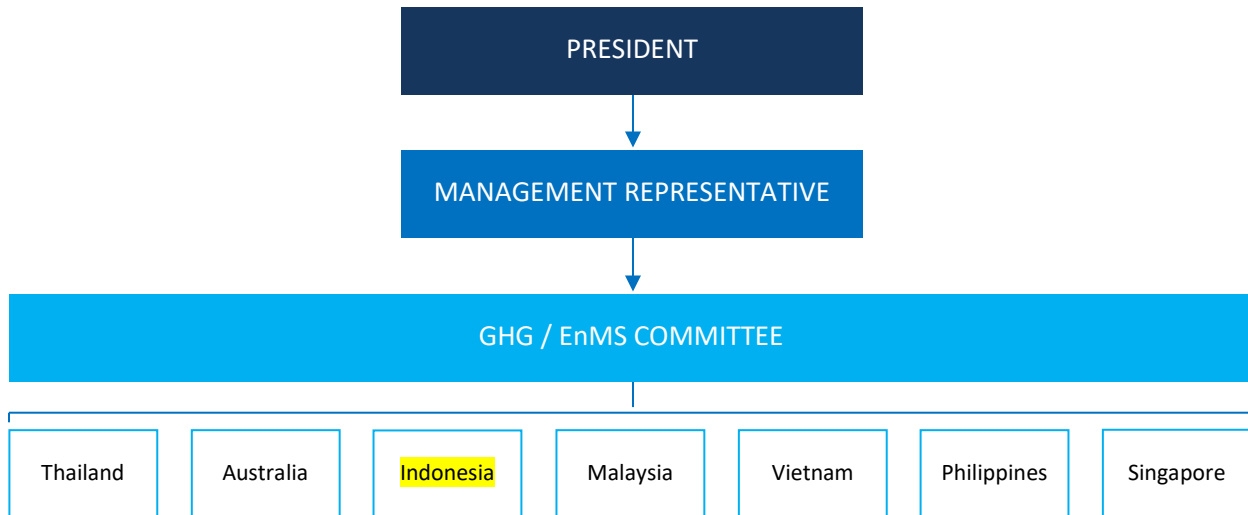 PRESIDENT
MANAGEMENT REPRESENTATIVE
GHG / EnMS COMMITTEE
Thailand
Australia
Indonesia
Malaysia
Vietnam
Philippines
Singapore